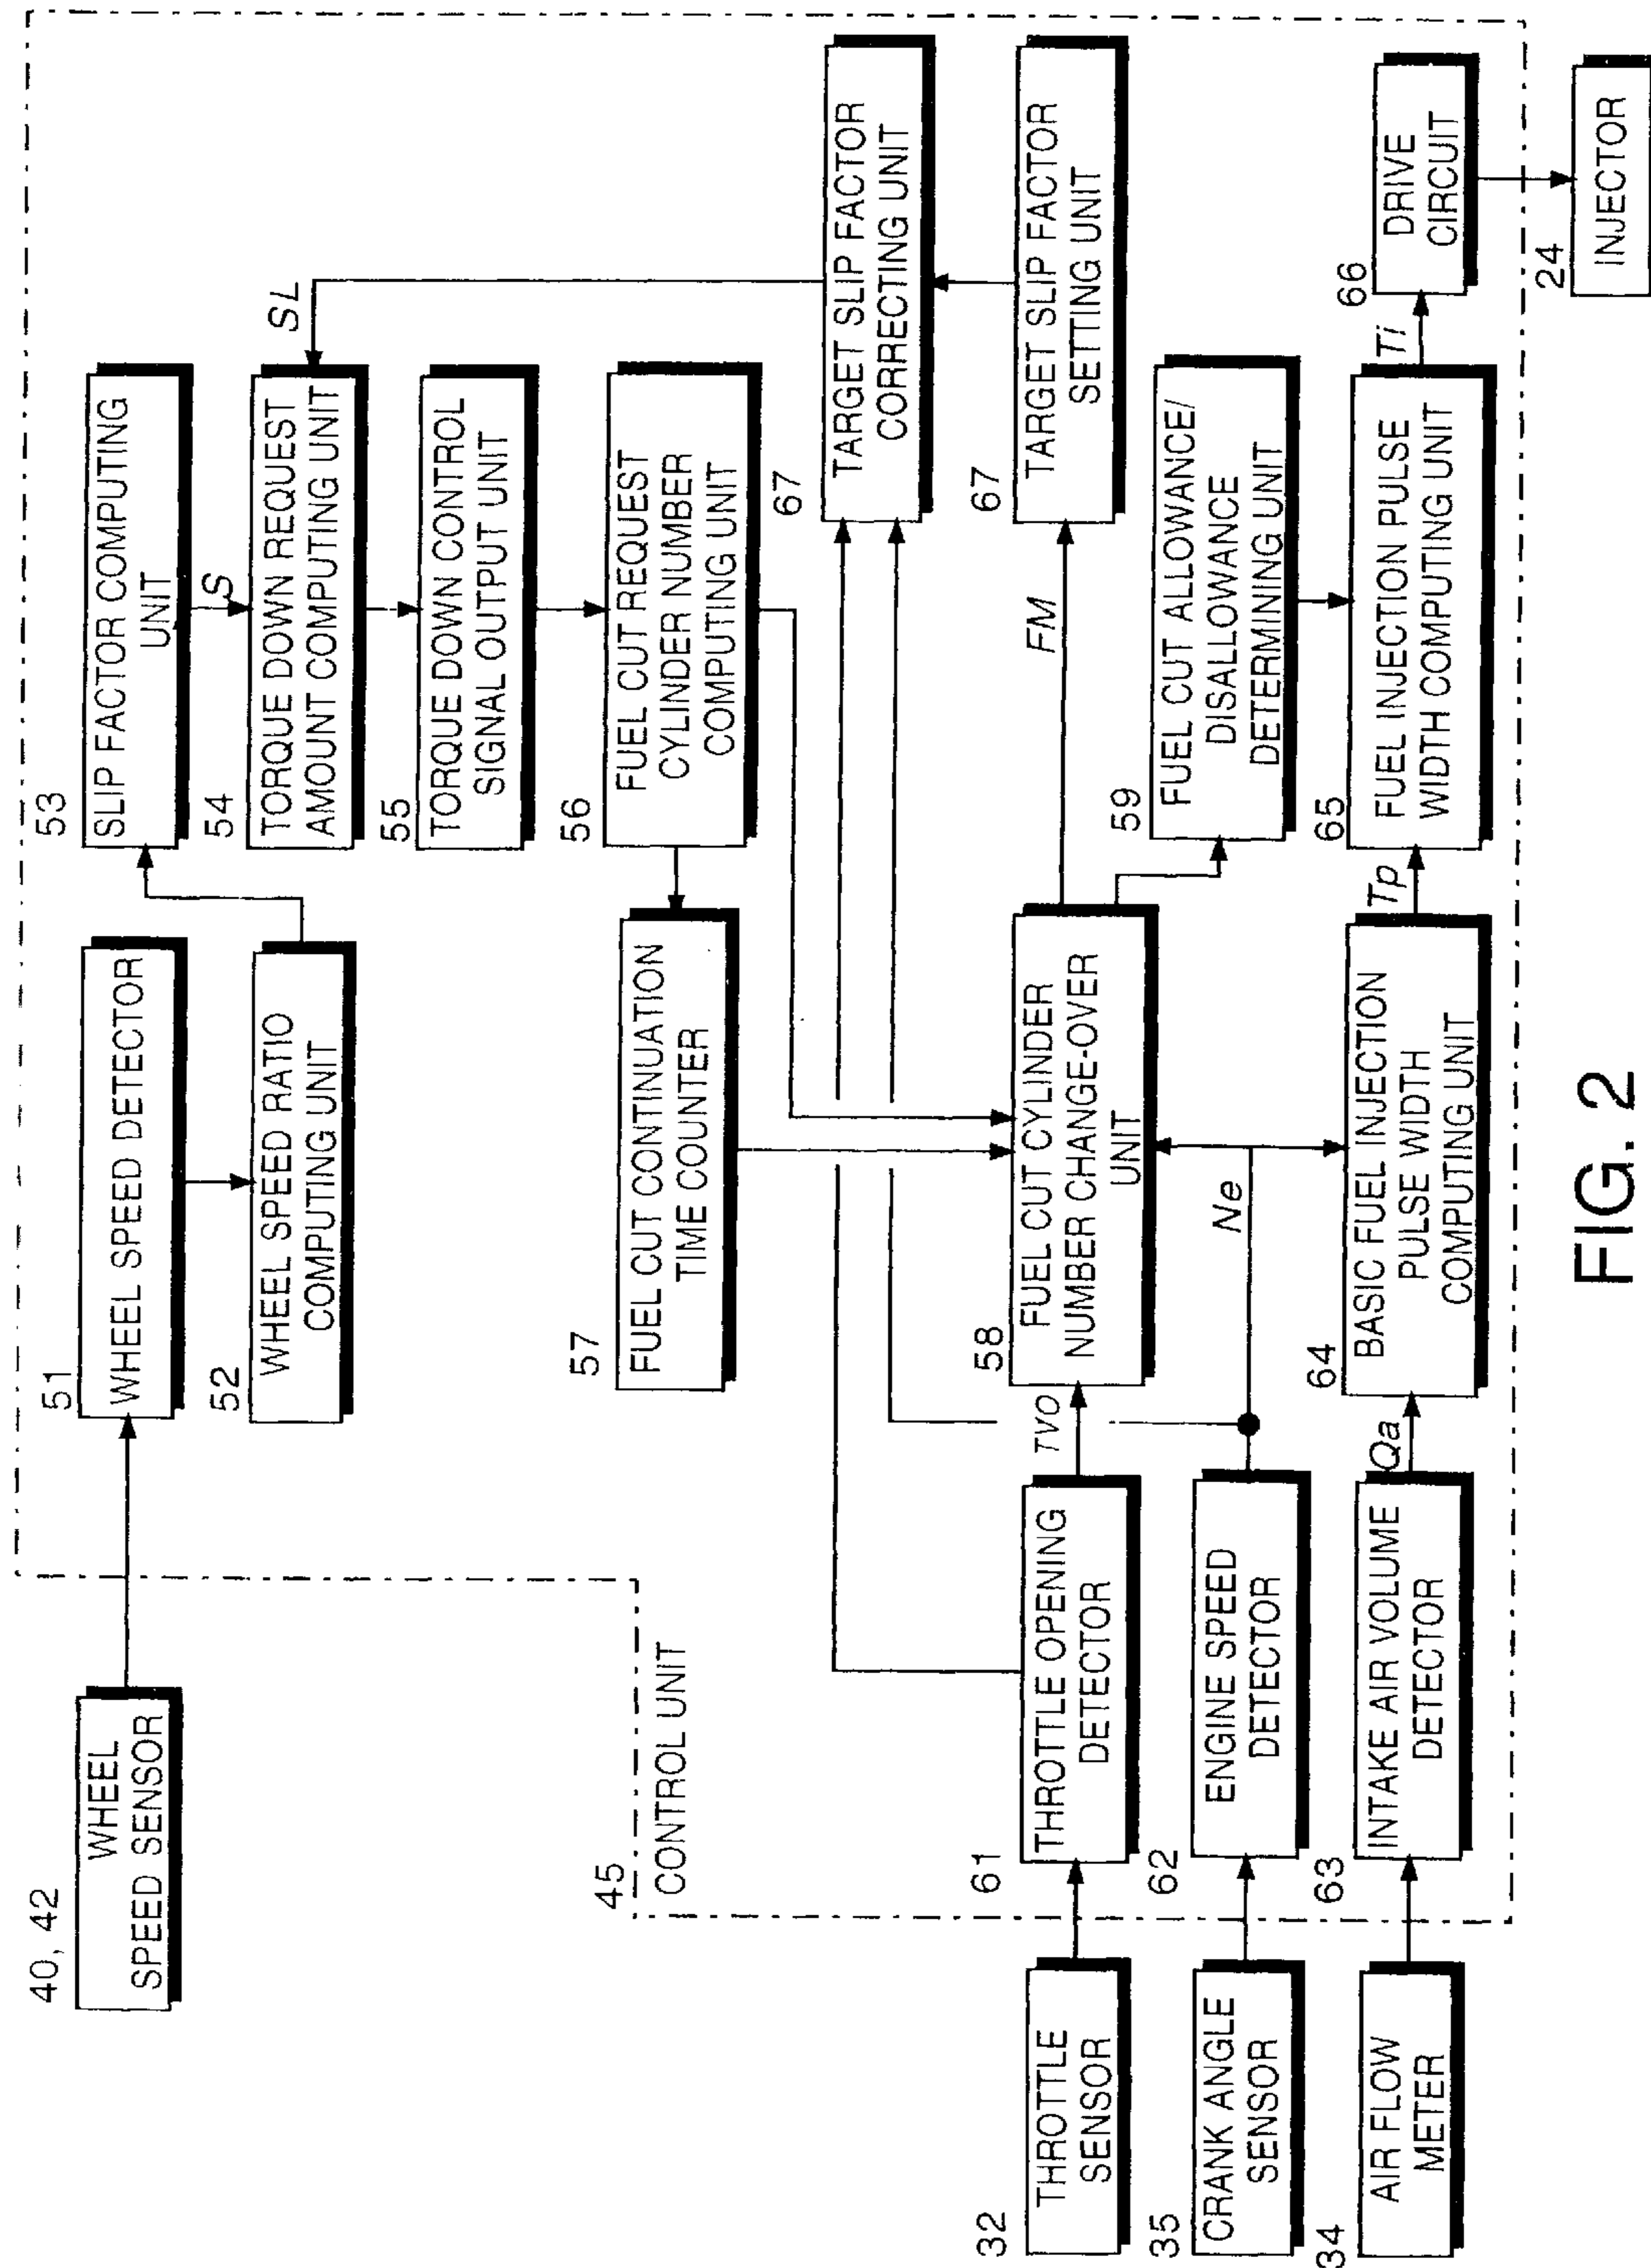 40, 42
WHEEL
SPEED SENSOR
51
WHEEL SPEED DETECTOR
52
WHEEL SPEED RATIO
COMPUTING UNIT
53
SLIP FACTOR COMPUTING
UNIT
S
54
TORQUE DOWN REQUEST
AMOUNT COMPUTING UNIT
SL
55
TORQUE DOWN CONTROL
SIGNAL OUTPUT UNIT
56
FUEL CUT REQUEST
CYLINDER NUMBER
COMPUTING UNIT
57
FUEL CUT CONTINUATION
TIME COUNTER
45
CONTROL UNIT
67
TARGET SLIP FACTOR
CORRECTING UNIT
67
TARGET SLIP FACTOR
SETTING UNIT
32
THROTTLE
SENSOR
61
THROTTLE OPENING
DETECTOR
TVO
58
FUEL CUT CYLINDER
NUMBER CHANGE-OVER
UNIT
FM
59
FUEL CUT ALLOWANCE/
DISALLOWANCE
DETERMINING UNIT
35
CRANK ANGLE
SENSOR
62
ENGINE SPEED
DETECTOR
Ne
34
AIR FLOW
METER
63
INTAKE AIR VOLUME
DETECTOR
Qa
64
BASIC FUEL INJECTION
PULSE WIDTH
COMPUTING UNIT
Tp
65
FUEL INJECTION PULSE
WIDTH COMPUTING UNIT
Ti
66
DRIVE
CIRCUIT
24
INJECTOR
FIG. 2